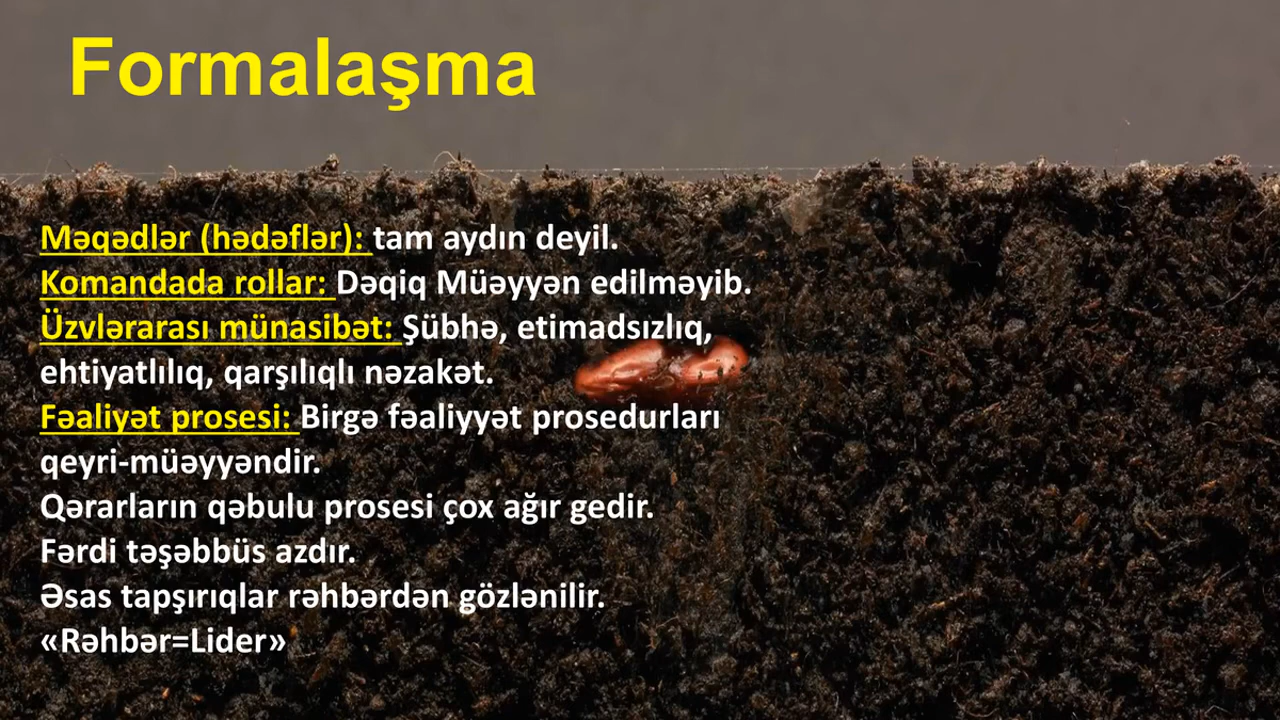 Formalaşma
Məqədlər (hədəflər): tam aydın deyil.
Komandada rollar: Dəqiq Müəyyən edilməyib.
Üzvlərarası münasibət: Şübhə, etimadsızlıq,
ehtiyatlılıq, qarşılıqlı nəzakət.
Fəaliyət prosesi: Birgə fəaliyyət prosedurları
qeyri-müəyyəndir.
Qərarların qəbulu prosesi çox ağır gedir.
Fərdi təşəbbüs azdır.
Əsas tapşırıqlar rəhbərdən gözlənilir.
«Rəhbər=Lider»